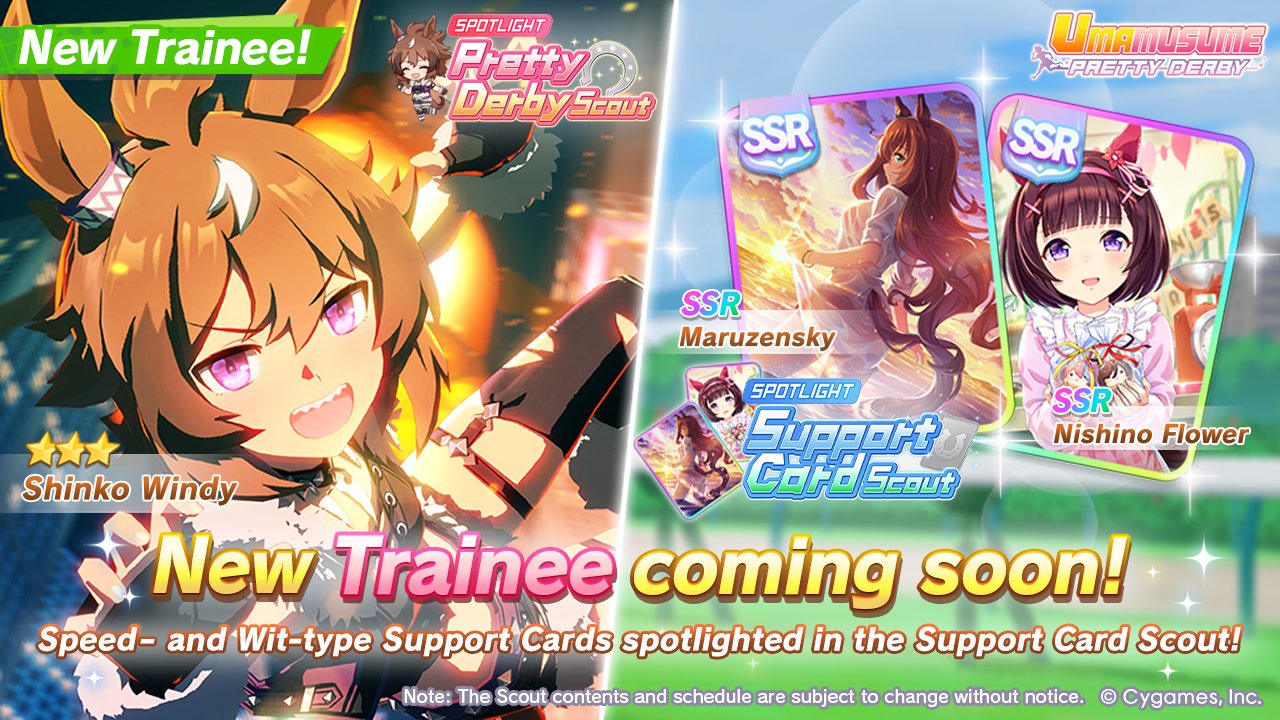 New Trainee!
SPOTLIGHT
Pretty
Derby Scout
UMAMUSUME
PRETTY DERBY
SSR
SSR
SSR
Maruzensky
SSR
Nishino Flower
SPOTLIGHT
Support
Card Scout
Shinko Windy
New Trainee coming soon!
Speed- and Wit-type Support Cards spotlighted in the Support Card Scout!
Note: The Scout contents and schedule are subject to change without notice. © Cygames, Inc.